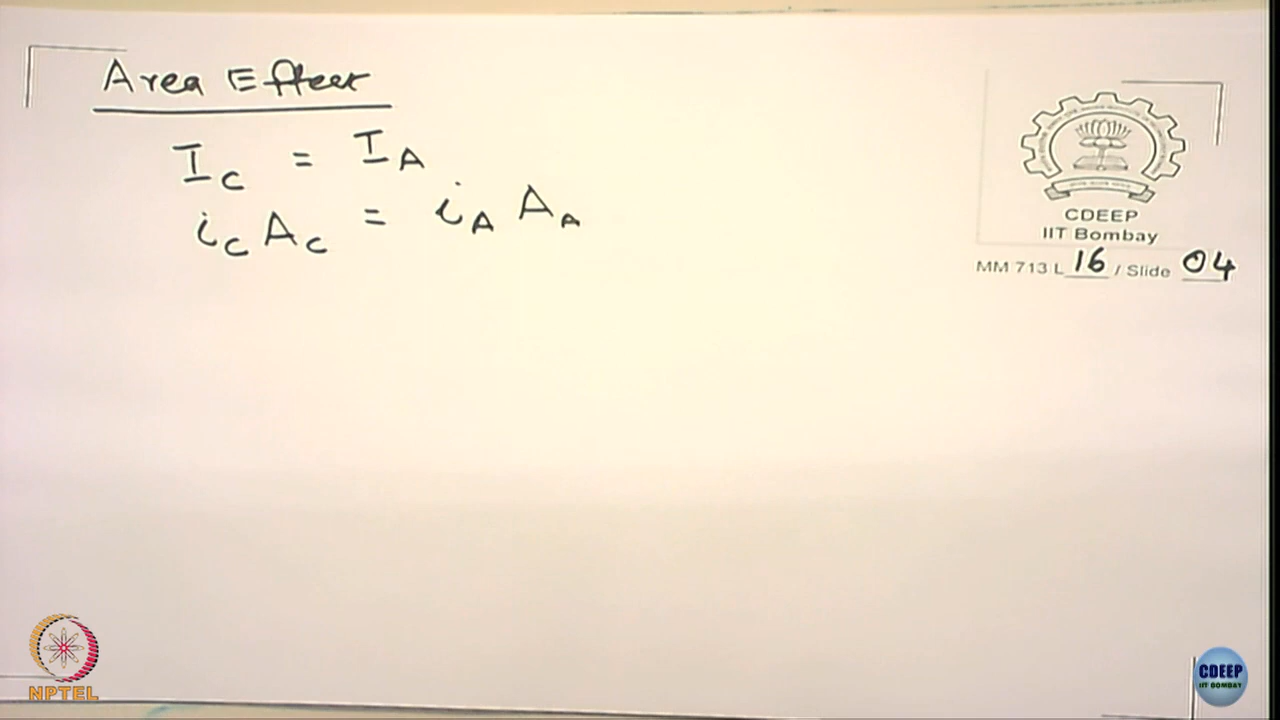 Area Effect
I_C = I_A
i_C A_C = i_A A_A
CDEEP
IIT Bombay
MM 713 L 16 / Slide 04
NPTEL
CDEEP
IIT BOMBAY